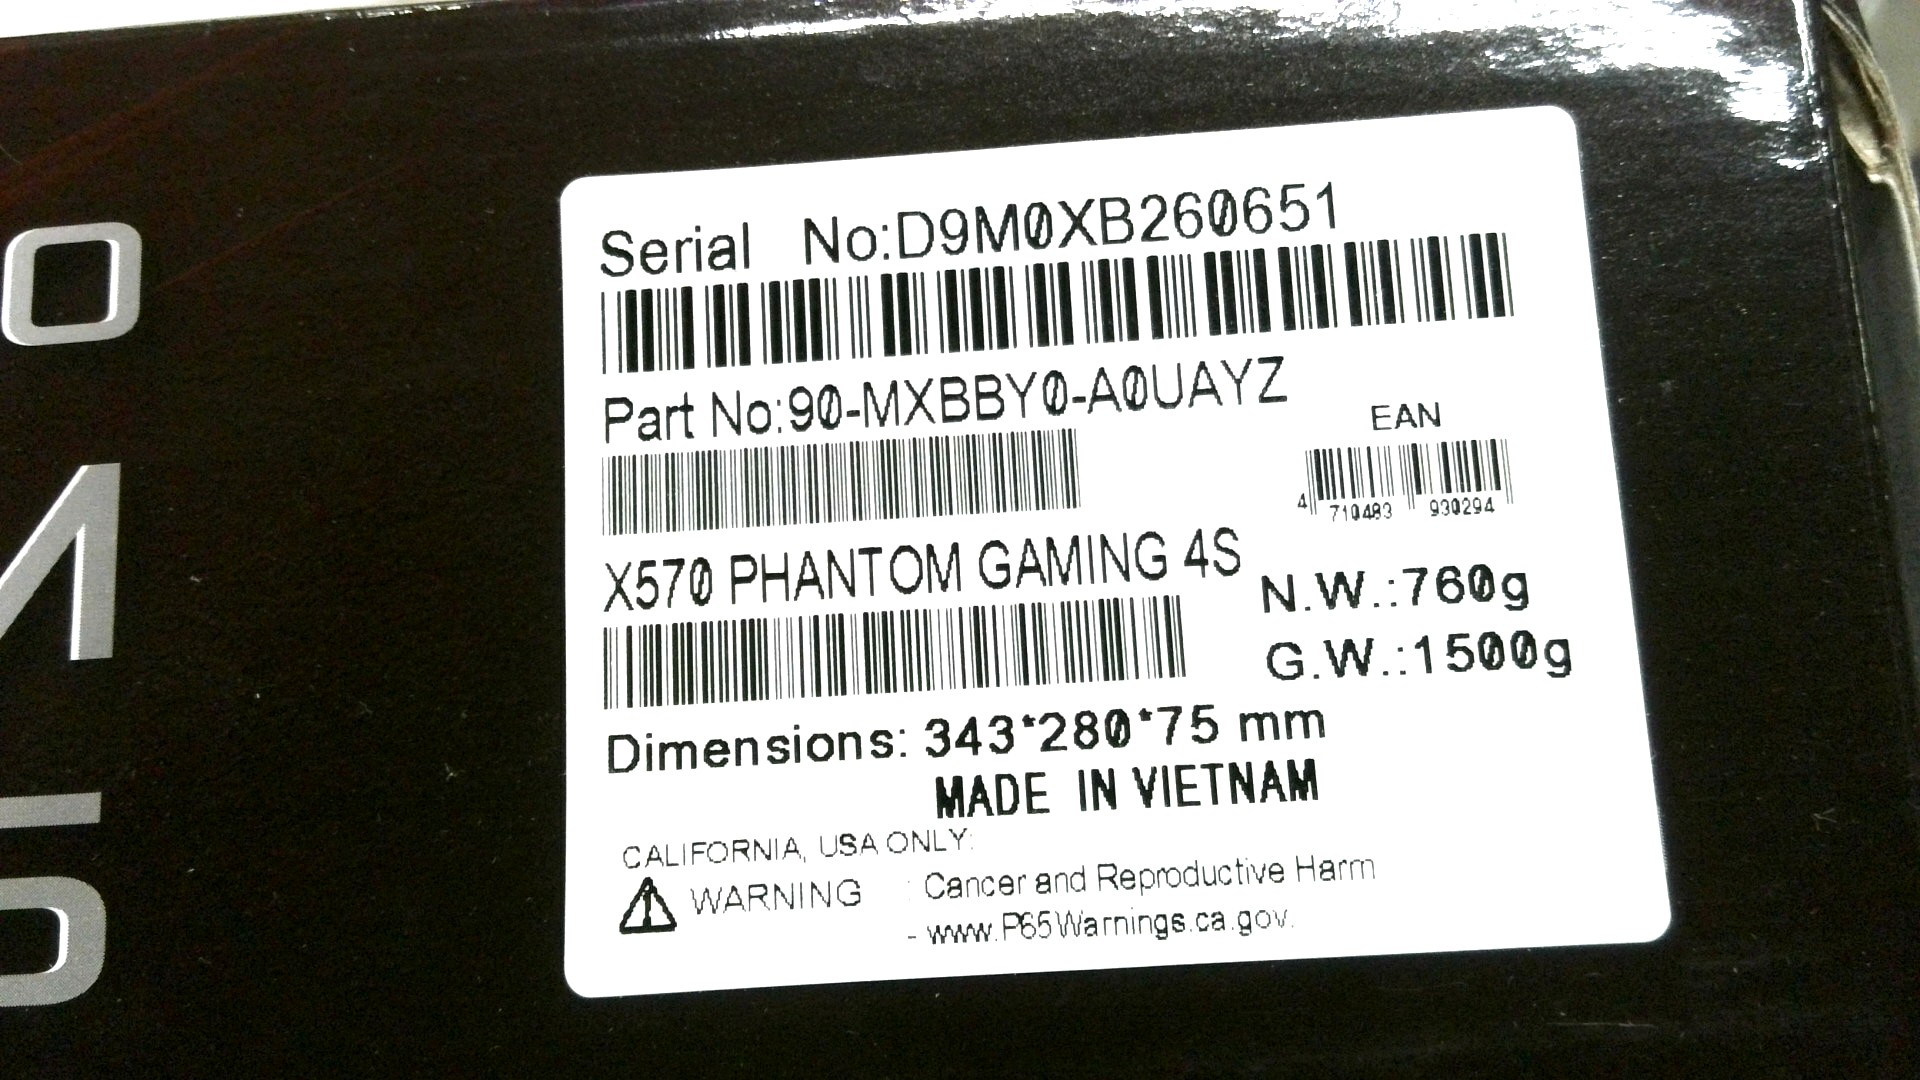 Serial No:D9M0XB260651
Part No:90-MXBBY0-A0UAYZ
EAN
4 710483 930294
X570 PHANTOM GAMING 4S
N.W.:760g
G.W.:1500g
Dimensions: 343*280*75 mm
MADE IN VIETNAM
CALIFORNIA, USA ONLY:
WARNING : Cancer and Reproductive Harm
- www.P65Warnings.ca.gov.